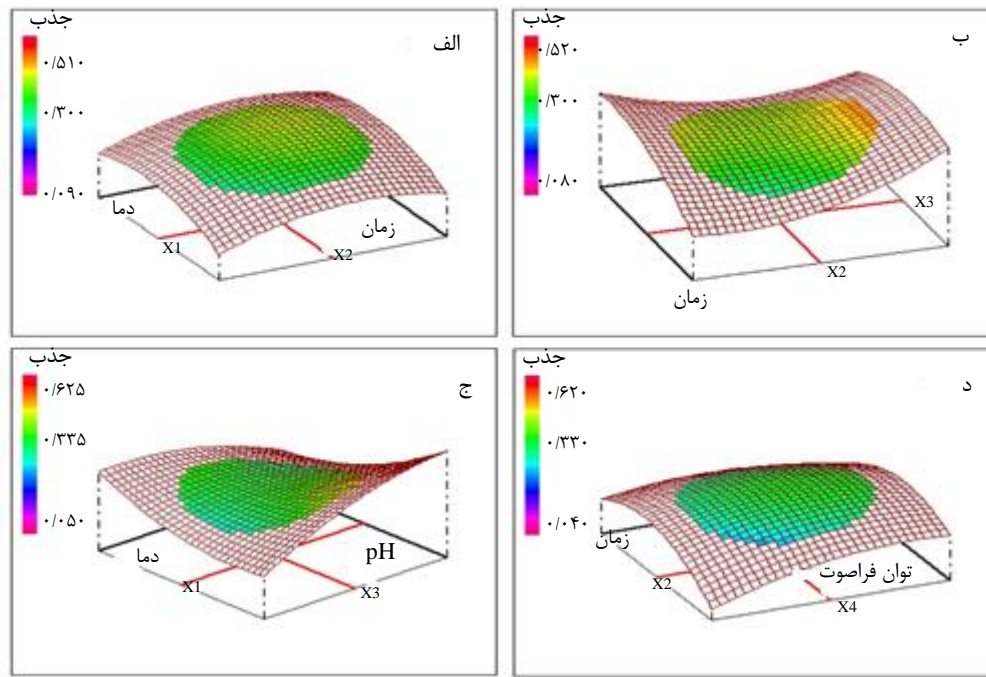 جذب
الف
۰/۵۱۰
۰/۳۰۰
۰/۰۹۰
دما
زمان
X1
X2
جذب
ب
۰/۵۲۰
۰/۳۰۰
۰/۰۸۰
X3
X2
زمان
جذب
ج
۰/۶۲۵
۰/۳۳۵
۰/۰۵۰
دما
pH
X1
X3
جذب
د
۰/۶۲۰
۰/۳۳۰
۰/۰۴۰
زمان
توان فراصوت
X2
X4